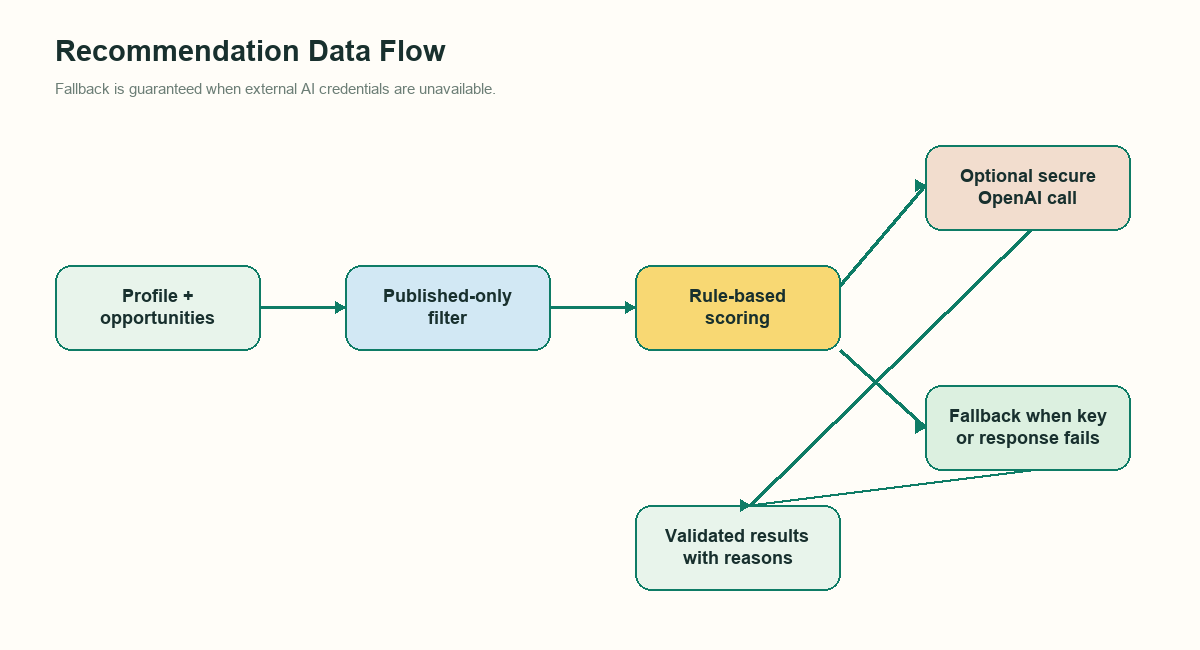 Recommendation Data Flow
Fallback is guaranteed when external AI credentials are unavailable.
Optional secure
OpenAI call
Profile +
opportunities
Published-only
filter
Rule-based
scoring
Fallback when key
or response fails
Validated results
with reasons